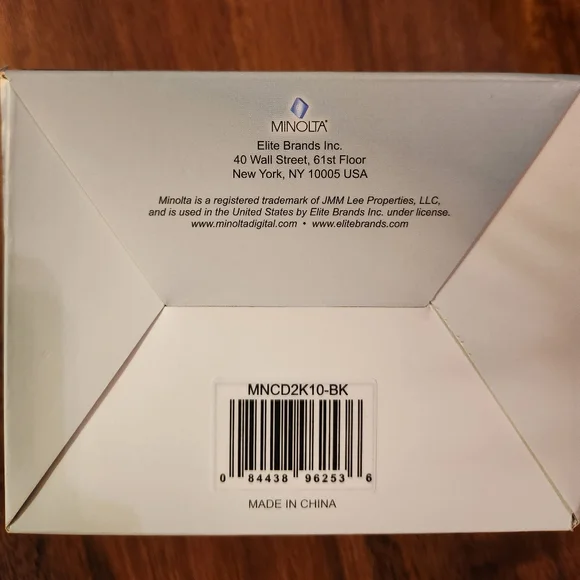 MINOLTA®
Elite Brands Inc.
40 Wall Street, 61st Floor
New York, NY 10005 USA
Minolta is a registered trademark of JMM Lee Properties, LLC,
and is used in the United States by Elite Brands Inc. under license.
www.minoltadigital.com • www.elitebrands.com
MNCD2K10-BK
0 84438 96253 6
MADE IN CHINA